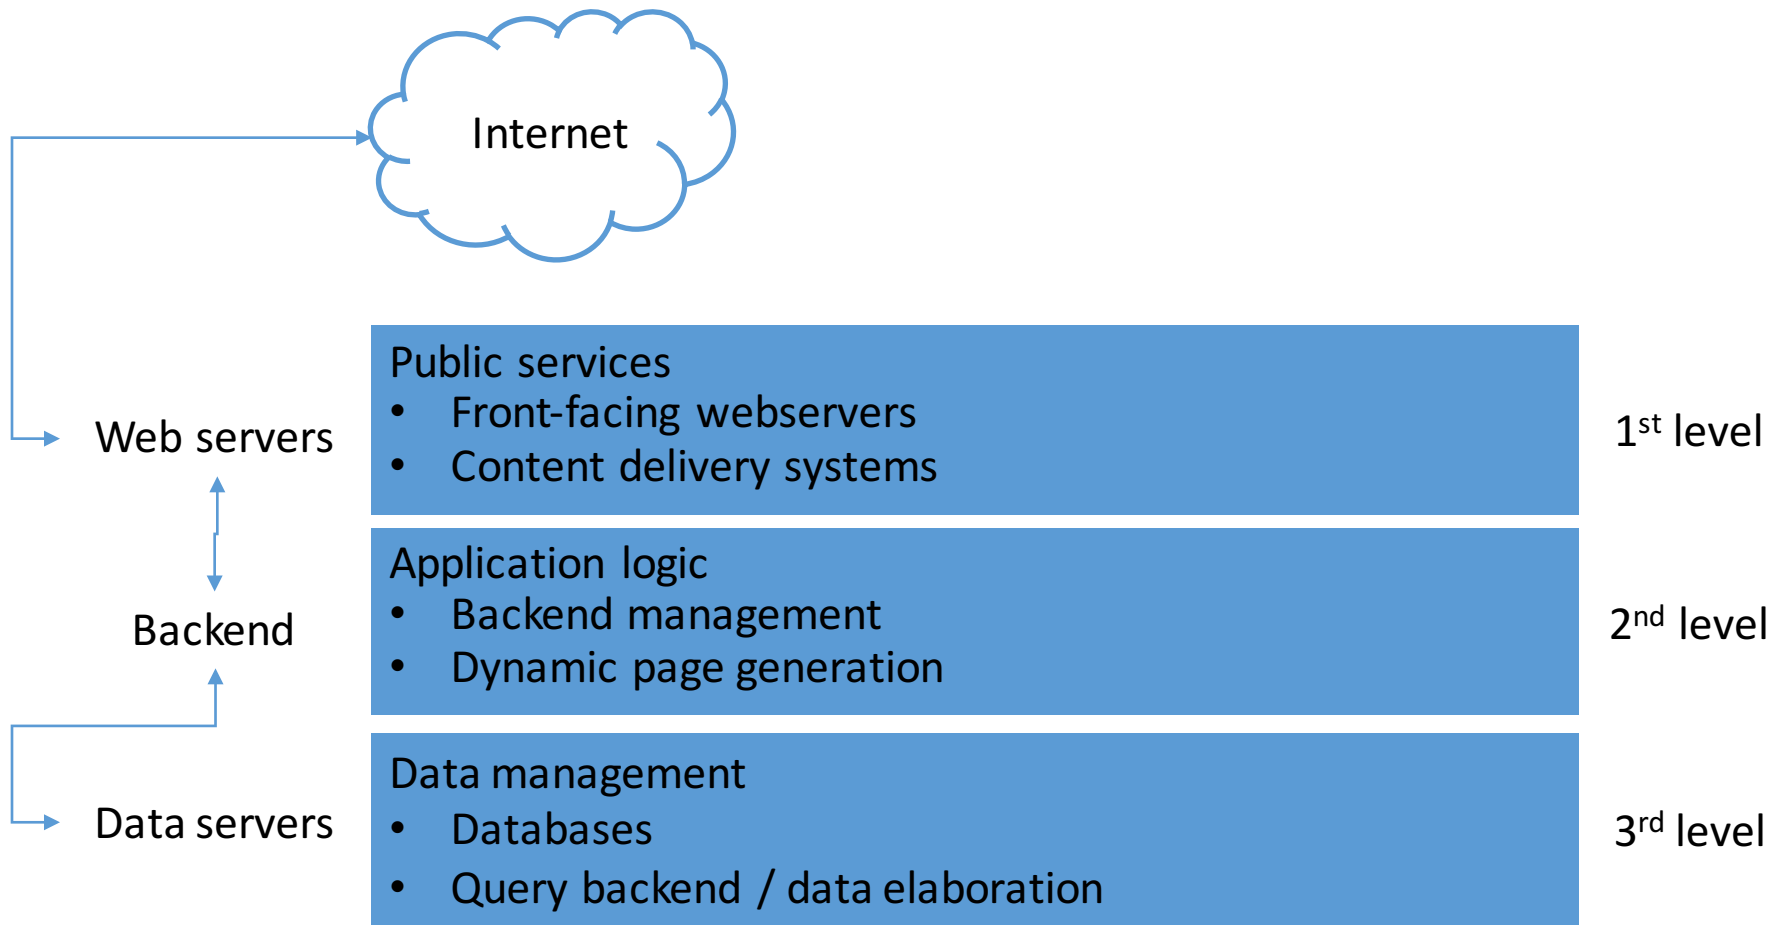 Internet
Public services
• Front-facing webservers
• Content delivery systems
Web servers
1st level
Application logic
• Backend management
• Dynamic page generation
Backend
2nd level
Data management
• Databases
• Query backend / data elaboration
Data servers
3rd level